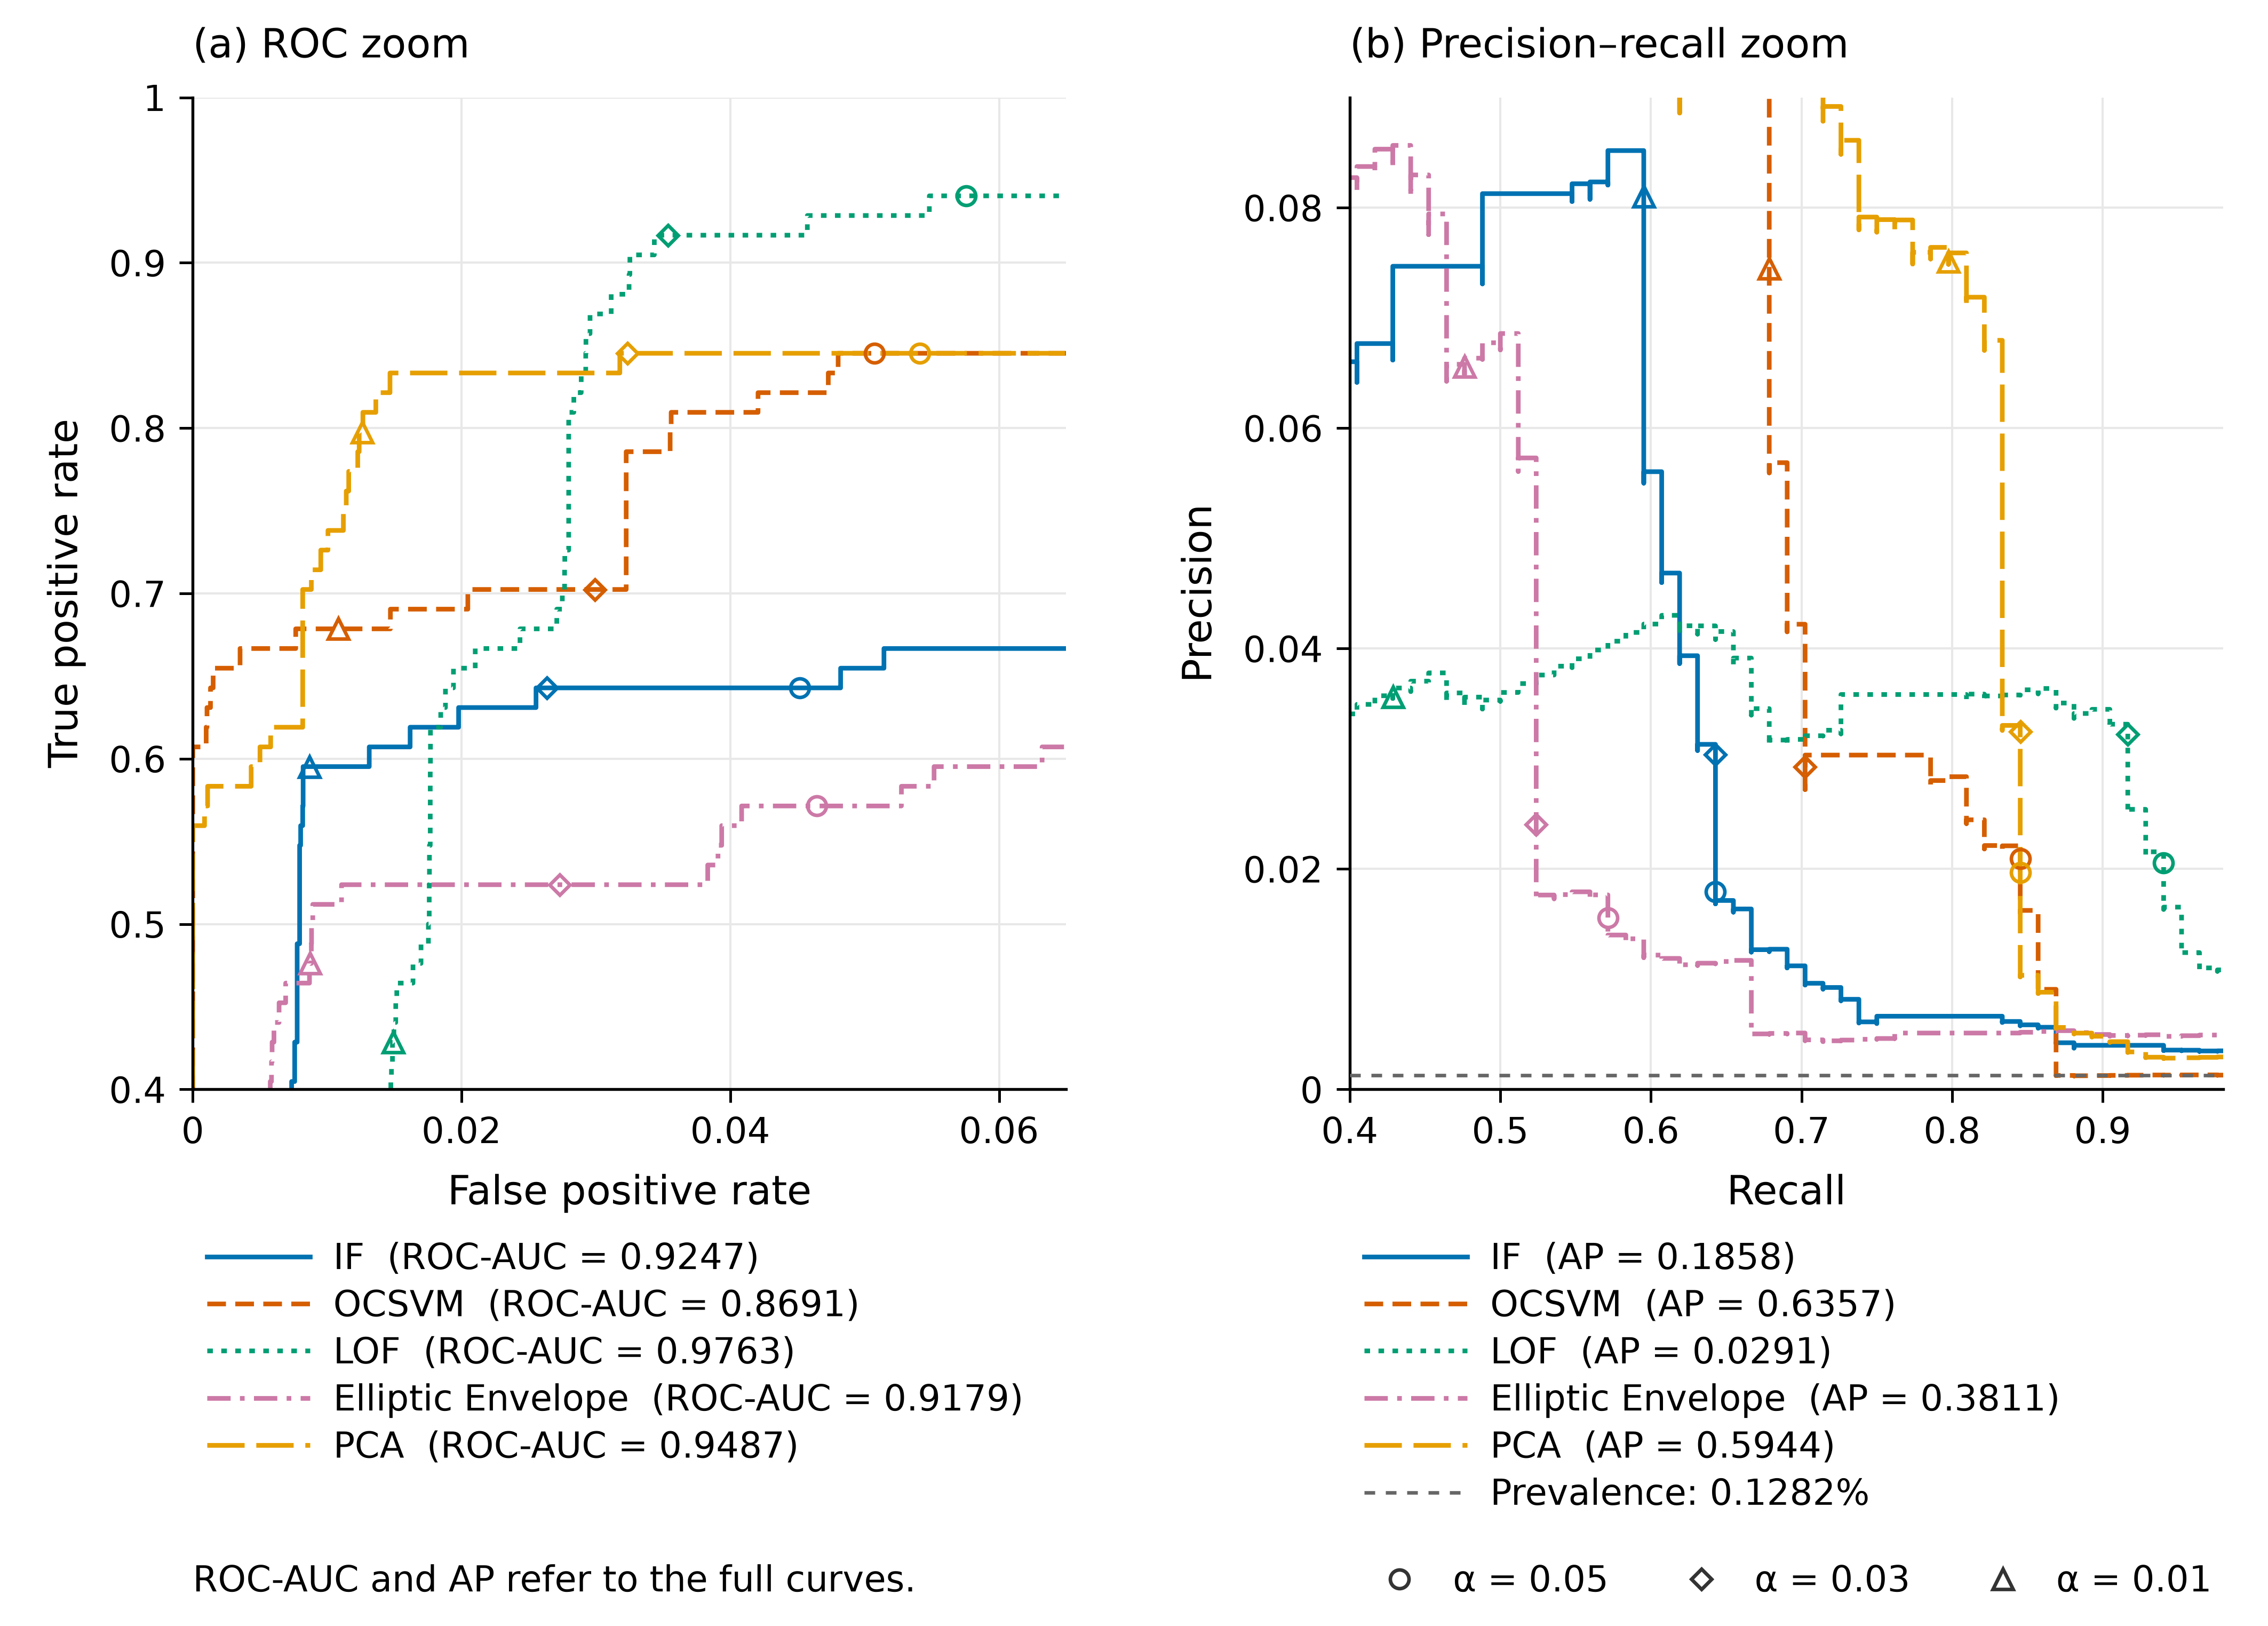 (a) ROC zoom
1
0.9
0.8
0.7
0.6
0.5
0.4
True positive rate
0
0.02
0.04
0.06
False positive rate
IF (ROC-AUC = 0.9247)
OCSVM (ROC-AUC = 0.8691)
LOF (ROC-AUC = 0.9763)
Elliptic Envelope (ROC-AUC = 0.9179)
PCA (ROC-AUC = 0.9487)
ROC-AUC and AP refer to the full curves.
(b) Precision–recall zoom
0.08
0.06
0.04
0.02
0
Precision
0.4
0.5
0.6
0.7
0.8
0.9
Recall
IF (AP = 0.1858)
OCSVM (AP = 0.6357)
LOF (AP = 0.0291)
Elliptic Envelope (AP = 0.3811)
PCA (AP = 0.5944)
Prevalence: 0.1282%
α = 0.05
α = 0.03
α = 0.01